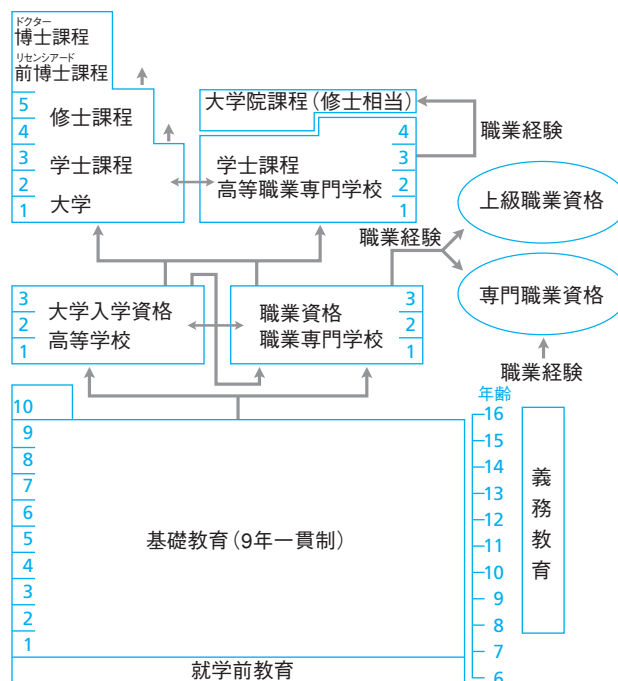 ドクター
博士課程
リセンシアード
前博士課程
5
修士課程
4
3
学士課程
2
大学
1
大学院課程(修士相当)
4
学士課程
3
高等職業専門学校
2
1
職業経験
上級職業資格
職業経験
専門職業資格
職業経験
3
大学入学資格
2
高等学校
1
職業資格
3
職業専門学校
2
1
10
9
8
7
6
5
4
3
2
1
基礎教育(9年一貫制)
就学前教育
年齢
16
15
14
13
12
11
10
9
8
7
6
義務教育